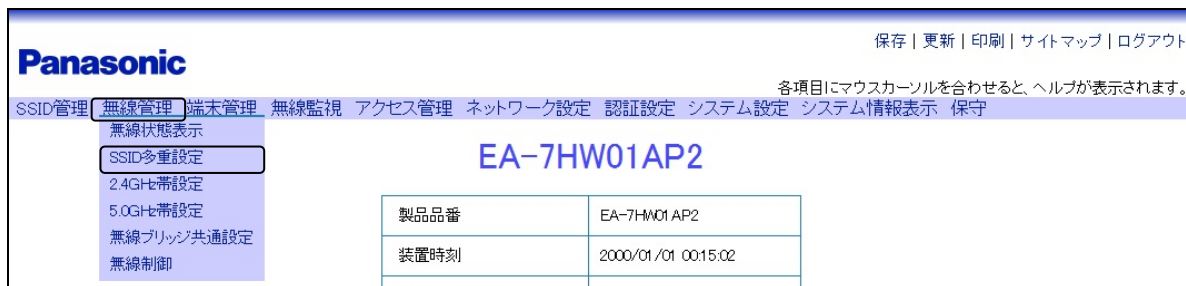 保存 | 更新 | 印刷 | サイトマップ | ログアウト
Panasonic
各項目にマウスカーソルを合わせると、ヘルプが表示されます。
SSID管理 無線管理 端末管理 無線監視 アクセス管理 ネットワーク設定 認証設定 システム設定 システム情報表示 保守
無線状態表示
SSID多重設定
2.4GHz帯設定
5.0GHz帯設定
無線ブリッジ共通設定
無線制御
EA-7HW01AP2
製品品番 EA-7HW01AP2
装置時刻 2000/01/01 00:15:02